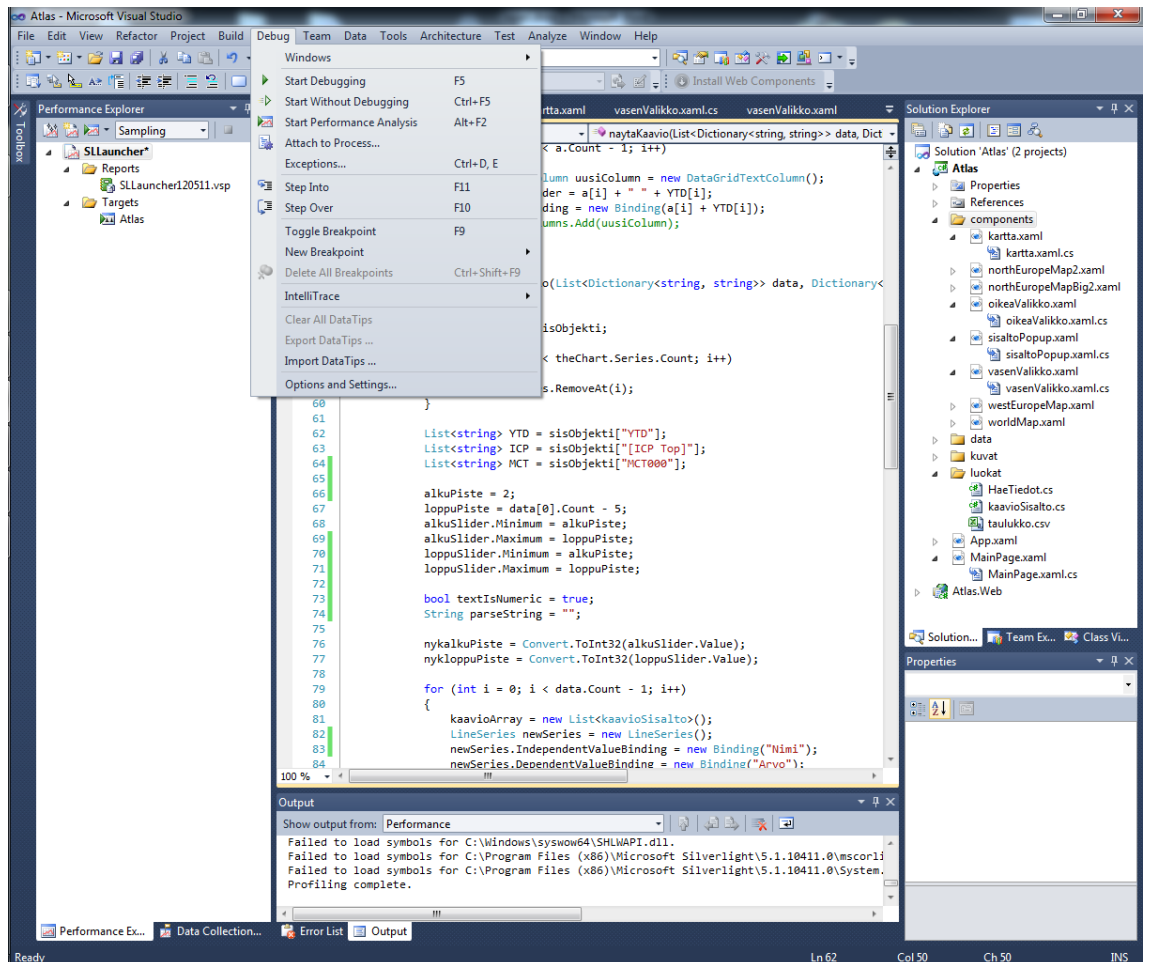 Atlas - Microsoft Visual Studio
File Edit View Refactor Project Build Debug Team Data Tools Architecture Test Analyze Window Help
Install Web Components
Windows
Start Debugging F5
Start Without Debugging Ctrl+F5
Start Performance Analysis Alt+F2
Attach to Process...
Exceptions... Ctrl+D, E
Step Into F11
Step Over F10
Toggle Breakpoint F9
New Breakpoint
Delete All Breakpoints Ctrl+Shift+F9
IntelliTrace
Clear All DataTips
Export DataTips ...
Import DataTips ...
Options and Settings...
Toolbox
Performance Explorer
Sampling
SLLauncher*
Reports
SLLauncher120511.vsp
Targets
Atlas
rtta.xaml vasenValikko.xaml.cs vasenValikko.xaml
naytaKaavio(List<Dictionary<string, string>> data, Dict
< a.Count - 1; i++)
lumn uusiColumn = new DataGridTextColumn();
der = a[i] + " " + YTD[i];
ding = new Binding(a[i] + YTD[i]);
umns.Add(uusiColumn);
o(List<Dictionary<string, string>> data, Dictionary<
isObjekti;
< theChart.Series.Count; i++)
s.RemoveAt(i);
60 }
61
62 List<string> YTD = sisObjekti["YTD"];
63 List<string> ICP = sisObjekti["[ICP Top]"];
64 List<string> MCT = sisObjekti["MCT000"];
65
66 alkuPiste = 2;
67 loppuPiste = data[0].Count - 5;
68 alkuSlider.Minimum = alkuPiste;
69 alkuSlider.Maximum = loppuPiste;
70 loppuSlider.Minimum = alkuPiste;
71 loppuSlider.Maximum = loppuPiste;
72
73 bool textIsNumeric = true;
74 String parseString = "";
75
76 nykalkuPiste = Convert.ToInt32(alkuSlider.Value);
77 nykloppuPiste = Convert.ToInt32(loppuSlider.Value);
78
79 for (int i = 0; i < data.Count - 1; i++)
80 {
81 kaavioArray = new List<kaavioSisalto>();
82 LineSeries newSeries = new LineSeries();
83 newSeries.IndependentValueBinding = new Binding("Nimi");
84 newSeries.DependentValueBinding = new Binding("Arvo");
100 %
Output
Show output from: Performance
Failed to load symbols for C:\Windows\syswow64\SHLWAPI.dll.
Failed to load symbols for C:\Program Files (x86)\Microsoft Silverlight\5.1.10411.0\mscorli
Failed to load symbols for C:\Program Files (x86)\Microsoft Silverlight\5.1.10411.0\System.
Profiling complete.
Performance Ex... Data Collection... Error List Output
Solution Explorer
Solution 'Atlas' (2 projects)
Atlas
Properties
References
components
kartta.xaml
kartta.xaml.cs
northEuropeMap2.xaml
northEuropeMapBig2.xaml
oikeaValikko.xaml
oikeaValikko.xaml.cs
sisaltoPopup.xaml
sisaltoPopup.xaml.cs
vasenValikko.xaml
vasenValikko.xaml.cs
westEuropeMap.xaml
worldMap.xaml
data
kuvat
luokat
HaeTiedot.cs
kaavioSisalto.cs
taulukko.csv
App.xaml
MainPage.xaml
MainPage.xaml.cs
Atlas.Web
Solution... Team Ex... Class Vi...
Properties
Ready Ln 62 Col 50 Ch 50 INS